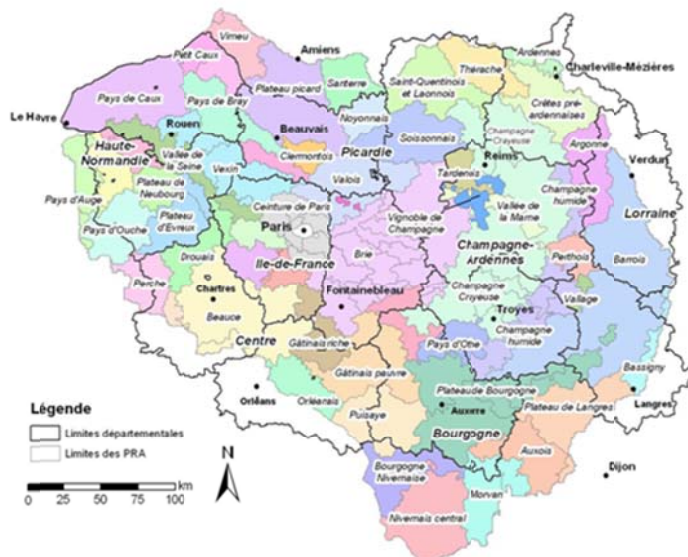 Vimeu
Amiens
Ardennes
Petit Caux
Thiérache
Charleville-Mézières
Plateau picard
Santerre
Saint-Quentinois
et Laonnois
Pays de Caux
Pays de Bray
Crêtes pré-
ardennaises
Noyonnais
Le Hâvre
Rouen
Beauvais
Soissonnais
Champagne
Crayeuse
Argonne
Haute-
Normandie
Clermontois
Picardie
Reims
Verdun
Vallée de
la Seine
Vexin
Valois
Tardenois
Plateau de
Neubourg
Champagne
humide
Lorraine
Pays d'Auge
Ceinture de Paris
Vignoble de
Champagne
Vallée de
la Marne
Pays d'Ouche
Plateau
d'Evreux
Paris
Brie
Champagne-
Ardennes
Barrois
Drouais
Ile-de-France
Perthois
Perche
Chartres
Fontainebleau
Champagne
Crayeuse
Vallage
Beauce
Troyes
Centre
Gâtinais riche
Pays d'Othe
Champagne
humide
Bassigny
Gâtinais pauvre
Plateau de Bourgogne
Légende
Orléans
Orléanais
Auxerre
Plateau de Langres
Langres
Limites départementales
Puisaye
Bourgogne
Limites des PRA
Auxois
N
Bourgogne
Nivernaise
Dijon
km
Morvan
0 25 50 75 100
Nivernais central